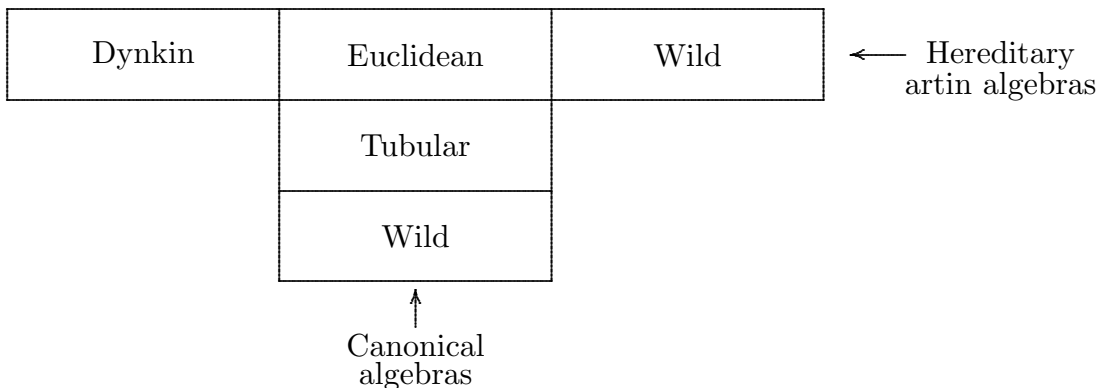 Dynkin
Euclidean
Wild
Hereditary
artin algebras
Tubular
Wild
Canonical
algebras